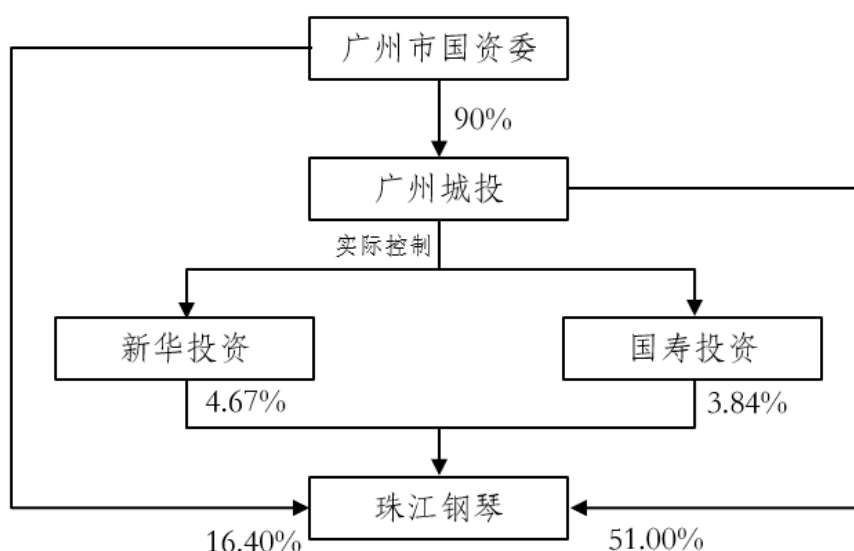 广州市国资委
90%
广州城投
实际控制
新华投资
国寿投资
4.67%
3.84%
珠江钢琴
16.40%
51.00%